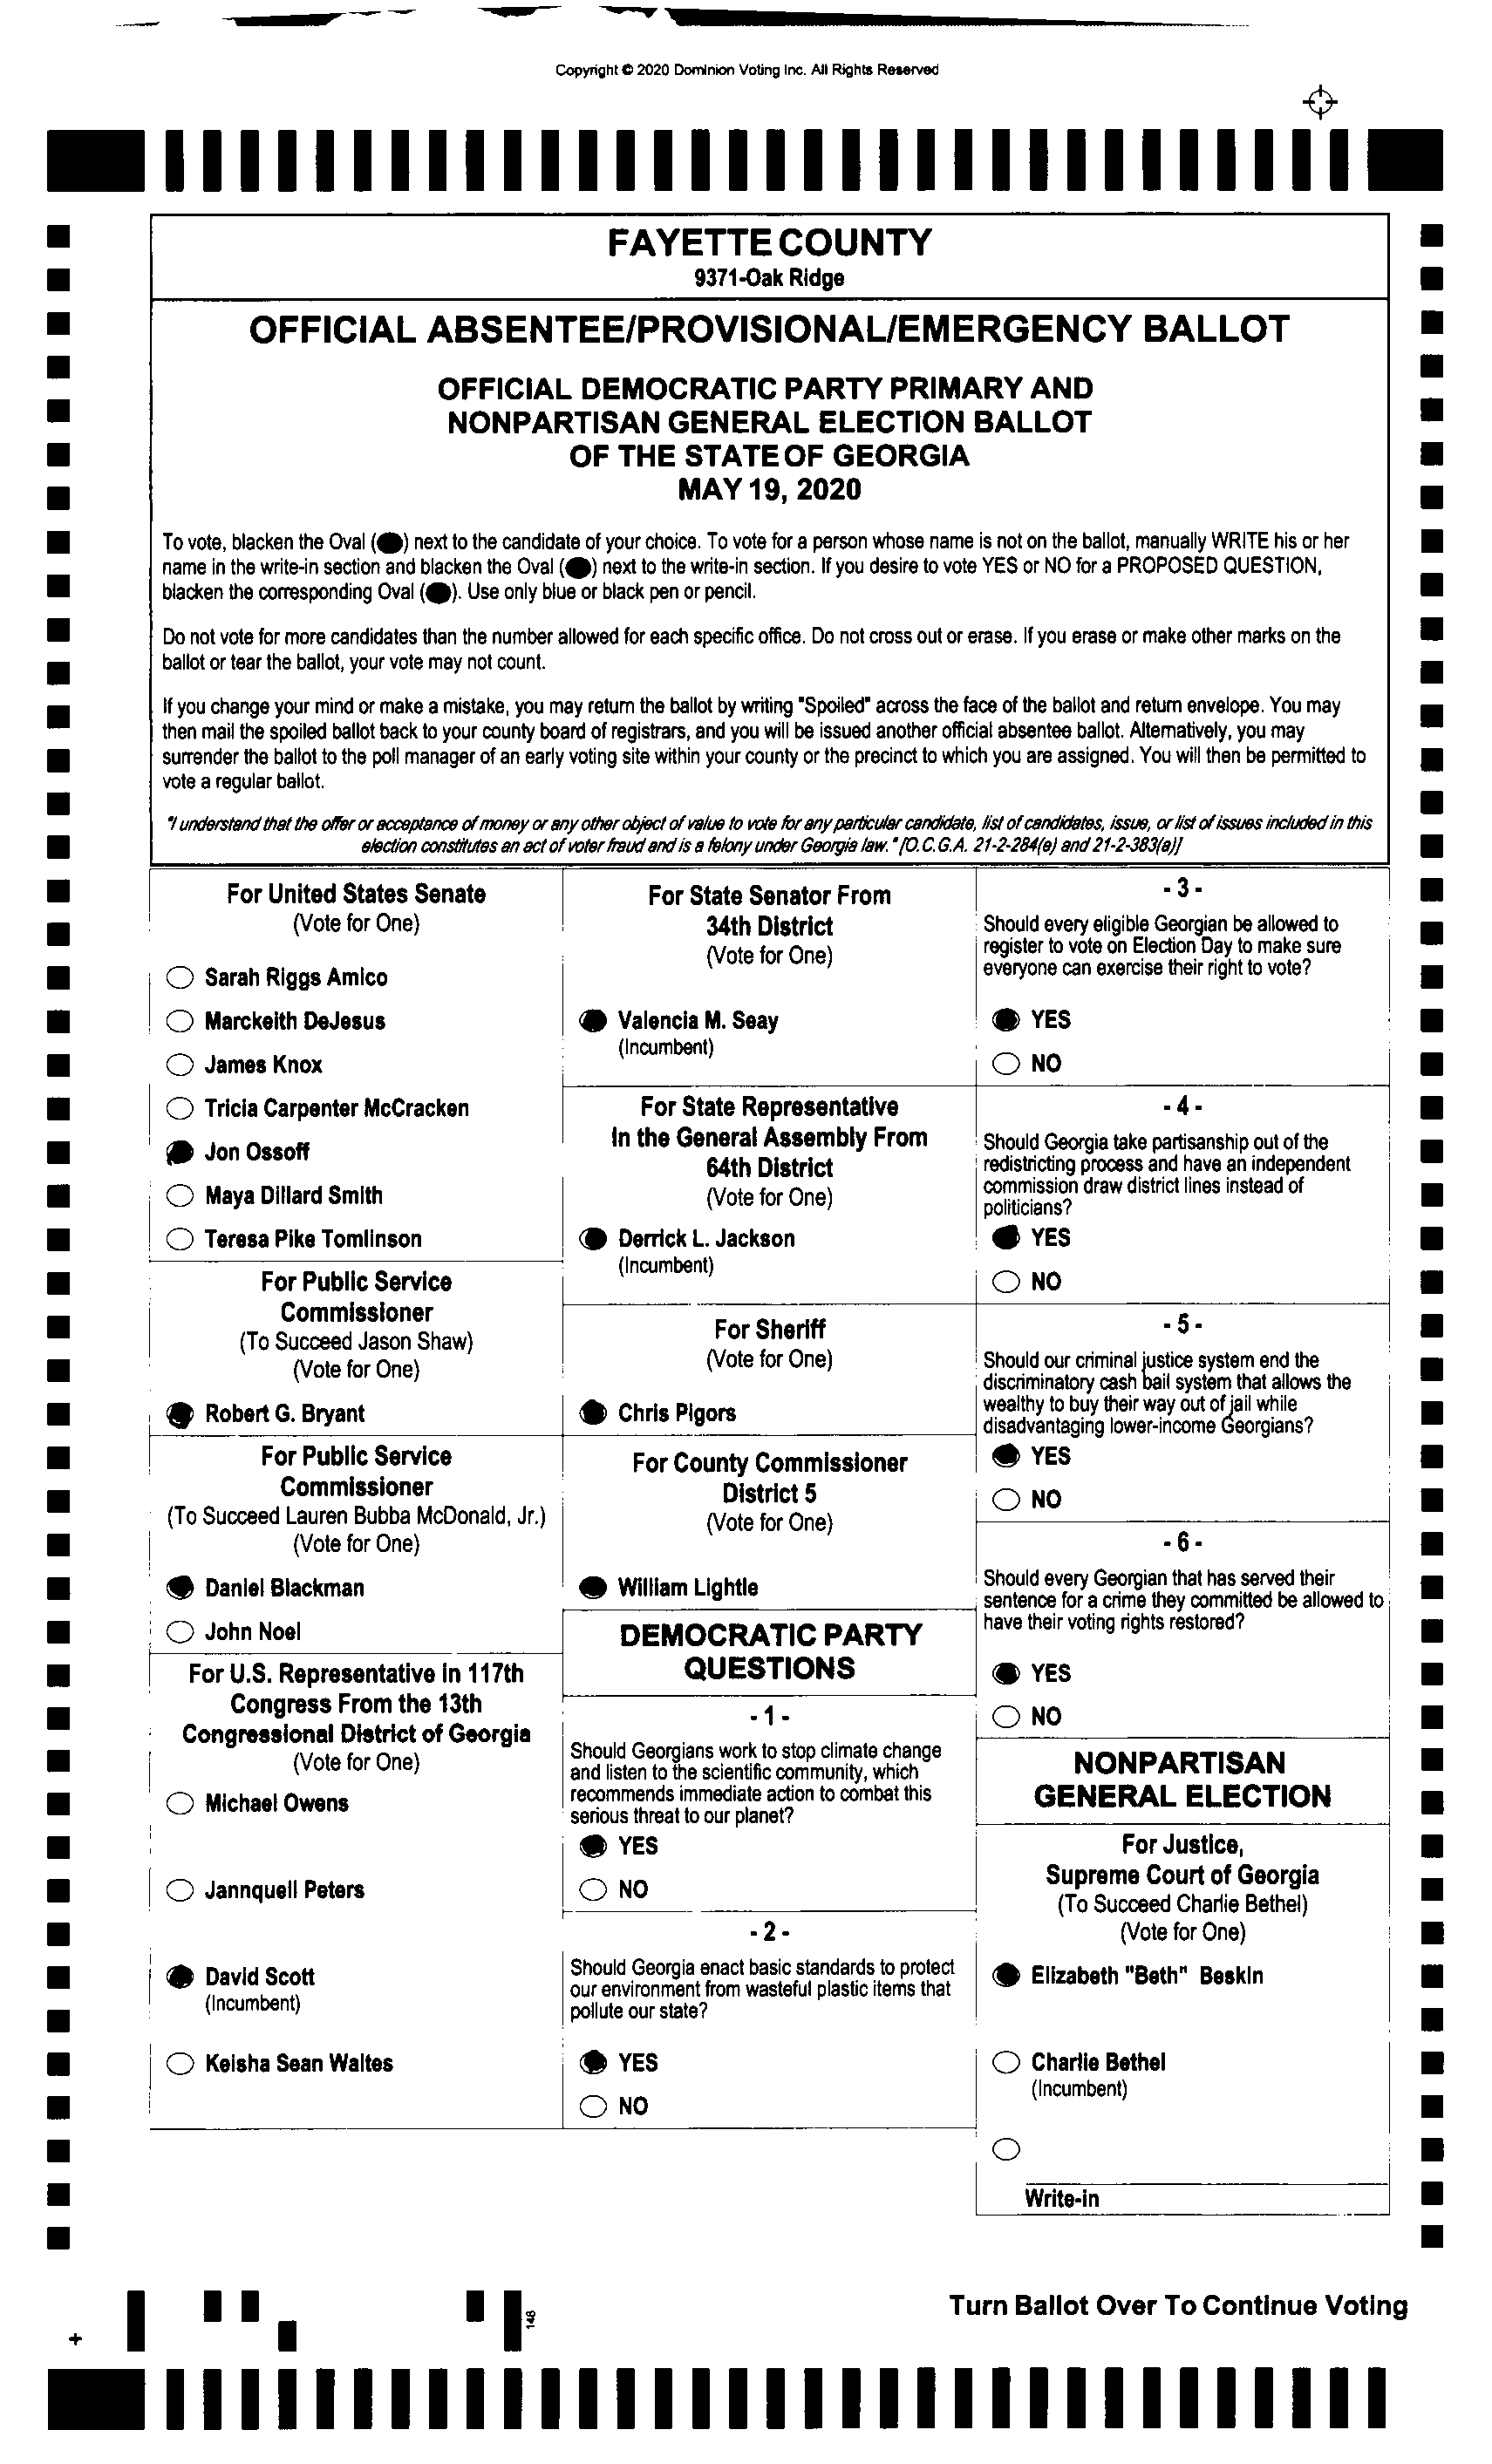 Copyright © 2020 Dominion Voting Inc. All Rights Reserved
FAYETTE COUNTY
9371-Oak Ridge
OFFICIAL ABSENTEE/PROVISIONAL/EMERGENCY BALLOT
OFFICIAL DEMOCRATIC PARTY PRIMARY AND
NONPARTISAN GENERAL ELECTION BALLOT
OF THE STATE OF GEORGIA
MAY 19, 2020
To vote, blacken the Oval (⬬) next to the candidate of your choice. To vote for a person whose name is not on the ballot, manually WRITE his or her
name in the write-in section and blacken the Oval (⬬) next to the write-in section. If you desire to vote YES or NO for a PROPOSED QUESTION,
blacken the corresponding Oval (⬬). Use only blue or black pen or pencil.
Do not vote for more candidates than the number allowed for each specific office. Do not cross out or erase. If you erase or make other marks on the
ballot or tear the ballot, your vote may not count.
If you change your mind or make a mistake, you may return the ballot by writing "Spoiled" across the face of the ballot and return envelope. You may
then mail the spoiled ballot back to your county board of registrars, and you will be issued another official absentee ballot. Alternatively, you may
surrender the ballot to the poll manager of an early voting site within your county or the precinct to which you are assigned. You will then be permitted to
vote a regular ballot.
"I understand that the offer or acceptance of money or any other object of value to vote for any particular candidate, list of candidates, issue, or list of issues included in this
election constitutes an act of voter fraud and is a felony under Georgia law." [O.C.G.A. 21-2-284(e) and 21-2-383(a)]
For United States Senate
(Vote for One)
Sarah Riggs Amico
Marckeith DeJesus
James Knox
Tricia Carpenter McCracken
Jon Ossoff
Maya Dillard Smith
Teresa Pike Tomlinson
For Public Service
Commissioner
(To Succeed Jason Shaw)
(Vote for One)
Robert G. Bryant
For Public Service
Commissioner
(To Succeed Lauren Bubba McDonald, Jr.)
(Vote for One)
Daniel Blackman
John Noel
For U.S. Representative in 117th
Congress From the 13th
Congressional District of Georgia
(Vote for One)
Michael Owens
Jannquell Peters
David Scott
(Incumbent)
Keisha Sean Waites
For State Senator From
34th District
(Vote for One)
Valencia M. Seay
(Incumbent)
For State Representative
In the General Assembly From
64th District
(Vote for One)
Derrick L. Jackson
(Incumbent)
For Sheriff
(Vote for One)
Chris Pigors
For County Commissioner
District 5
(Vote for One)
William Lightle
DEMOCRATIC PARTY
QUESTIONS
- 1 -
Should Georgians work to stop climate change
and listen to the scientific community, which
recommends immediate action to combat this
serious threat to our planet?
YES
NO
- 2 -
Should Georgia enact basic standards to protect
our environment from wasteful plastic items that
pollute our state?
YES
NO
- 3 -
Should every eligible Georgian be allowed to
register to vote on Election Day to make sure
everyone can exercise their right to vote?
YES
NO
- 4 -
Should Georgia take partisanship out of the
redistricting process and have an independent
commission draw district lines instead of
politicians?
YES
NO
- 5 -
Should our criminal justice system end the
discriminatory cash bail system that allows the
wealthy to buy their way out of jail while
disadvantaging lower-income Georgians?
YES
NO
- 6 -
Should every Georgian that has served their
sentence for a crime they committed be allowed to
have their voting rights restored?
YES
NO
NONPARTISAN
GENERAL ELECTION
For Justice,
Supreme Court of Georgia
(To Succeed Charlie Bethel)
(Vote for One)
Elizabeth "Beth" Beskin
Charlie Bethel
(Incumbent)
Write-in
148
Turn Ballot Over To Continue Voting